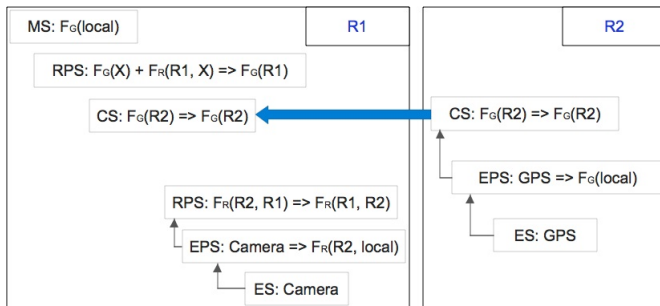 MS: FG(local)
R1
RPS: FG(X) + FR(R1, X) => FG(R1)
CS: FG(R2) => FG(R2)
RPS: FR(R2, R1) => FR(R1, R2)
EPS: Camera => FR(R2, local)
ES: Camera
R2
CS: FG(R2) => FG(R2)
EPS: GPS => FG(local)
ES: GPS